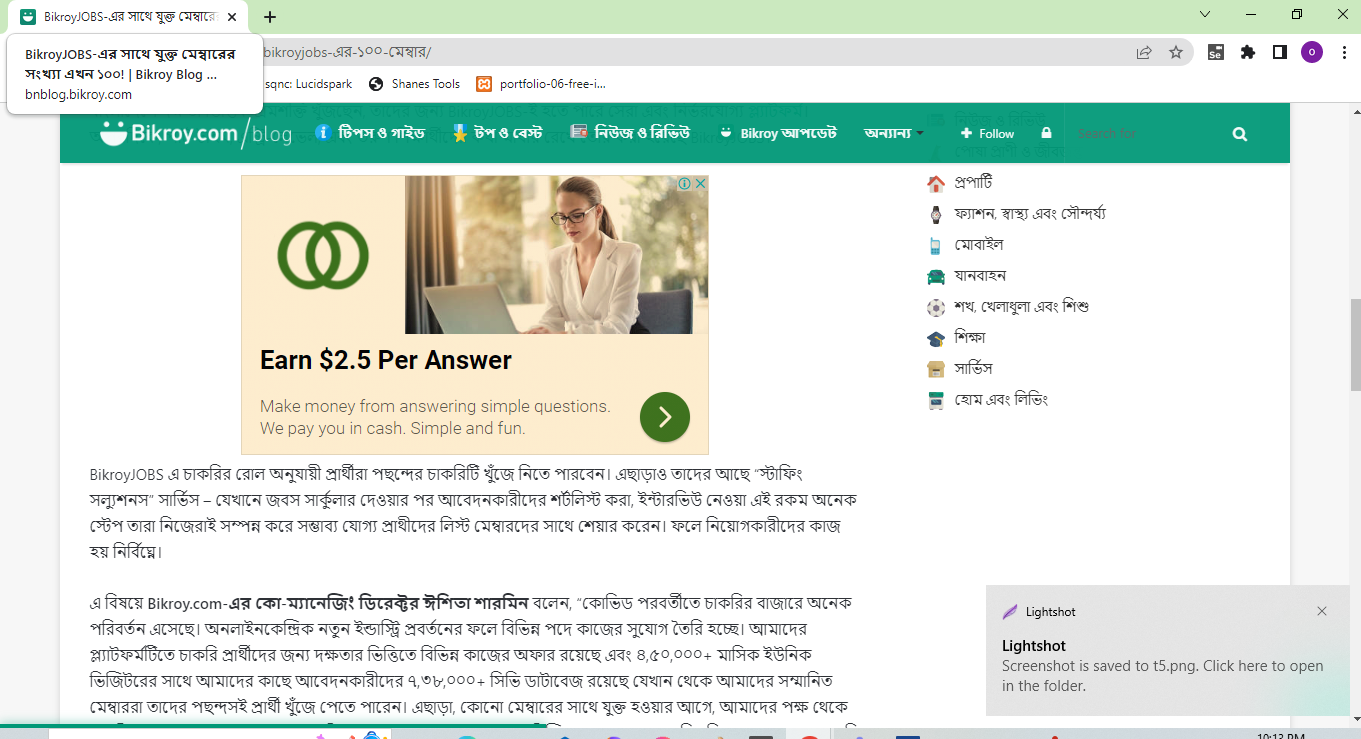 BikroyJOBS-এর সাথে যুক্ত মেম্বারের
BikroyJOBS-এর সাথে যুক্ত মেম্বারের
সংখ্যা এখন ১০০! | Bikroy Blog ...
bnblog.bikroy.com
bikroyjobs-এর-১০০-মেম্বার/
Se
O
sqnc: Lucidspark
Shanes Tools
portfolio-06-free-i...
Bikroy.com/blog
টিপস ও গাইড
টপ ও বেস্ট
নিউজ ও রিভিউ
Bikroy আপডেট
অন্যান্য
Follow
Search for
নিউজ ও রিভিউ
পোষা প্রাণী ও জীবজ
প্রপার্টি
ফ্যাশন, স্বাস্থ্য এবং সৌন্দর্য্য
মোবাইল
যানবাহন
শখ, খেলাধুলা এবং শিশু
শিক্ষা
সার্ভিস
হোম এবং লিভিং
Earn $2.5 Per Answer
Make money from answering simple questions.
We pay you in cash. Simple and fun.
BikroyJOBS এ চাকরির রোল অনুযায়ী প্রার্থীরা পছন্দের চাকরিটি খুঁজে নিতে পারবেন। এছাড়াও তাদের আছে “স্টাফিং
সল্যুশনস” সার্ভিস – যেখানে জবস সার্কুলার দেওয়ার পর আবেদনকারীদের শর্টলিস্ট করা, ইন্টারভিউ নেওয়া এই রকম অনেক
স্টেপ তারা নিজেরাই সম্পন্ন করে সম্ভাব্য যোগ্য প্রাথীদের লিস্ট মেম্বারদের সাথে শেয়ার করেন। ফলে নিয়োগকারীদের কাজ
হয় নির্বিঘ্নে।
এ বিষয়ে Bikroy.com-এর কো-ম্যানেজিং ডিরেক্টর ঈশিতা শারমিন বলেন, “কোভিড পরবর্তীতে চাকরির বাজারে অনেক
পরিবর্তন এসেছে। অনলাইনকেন্দ্রিক নতুন ইন্ডাস্ট্রি প্রবর্তনের ফলে বিভিন্ন পদে কাজের সুযোগ তৈরি হচ্ছে। আমাদের
প্ল্যাটফর্মটিতে চাকরি প্রার্থীদের জন্য দক্ষতার ভিত্তিতে বিভিন্ন কাজের অফার রয়েছে এবং ৪,৫০,০০০+ মাসিক ইউনিক
ভিজিটরের সাথে আমাদের কাছে আবেদনকারীদের ৭,৩৮,০০০+ সিভি ডাটাবেজ রয়েছে যেখান থেকে আমাদের সম্মানিত
মেম্বাররা তাদের পছন্দসই প্রার্থী খুঁজে পেতে পারেন। এছাড়া, কোনো মেম্বারের সাথে যুক্ত হওয়ার আগে, আমাদের পক্ষ থেকে
Lightshot
Lightshot
Screenshot is saved to t5.png. Click here to open
in the folder.
10:13 PM